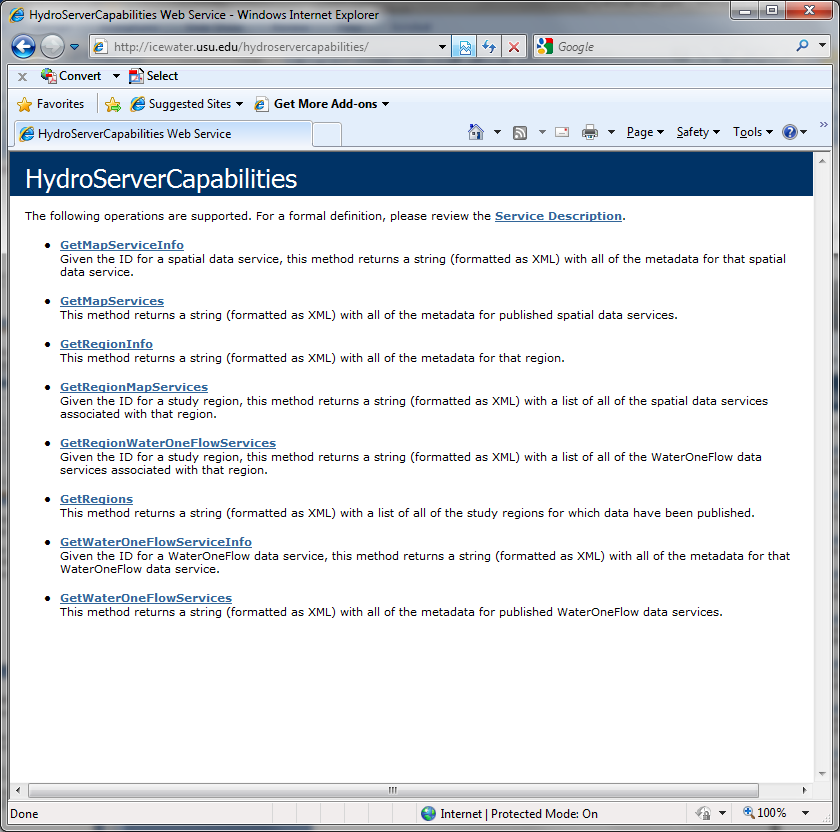 HydroServerCapabilities Web Service - Windows Internet Explorer
http://icewater.usu.edu/hydroservercapabilities/
Google
x Convert Select
Favorites Suggested Sites Get More Add-ons
HydroServerCapabilities Web Service
Page Safety Tools
HydroServerCapabilities
The following operations are supported. For a formal definition, please review the Service Description.
• GetMapServiceInfo
Given the ID for a spatial data service, this method returns a string (formatted as XML) with all of the metadata for that spatial
data service.
• GetMapServices
This method returns a string (formatted as XML) with all of the metadata for published spatial data services.
• GetRegionInfo
This method returns a string (formatted as XML) with all of the metadata for that region.
• GetRegionMapServices
Given the ID for a study region, this method returns a string (formatted as XML) with a list of all of the spatial data services
associated with that region.
• GetRegionWaterOneFlowServices
Given the ID for a study region, this method returns a string (formatted as XML) with a list of all of the WaterOneFlow data
services associated with that region.
• GetRegions
This method returns a string (formatted as XML) with a list of all of the study regions for which data have been published.
• GetWaterOneFlowServiceInfo
Given the ID for a WaterOneFlow data service, this method returns a string (formatted as XML) with all of the metadata for that
WaterOneFlow data service.
• GetWaterOneFlowServices
This method returns a string (formatted as XML) with all of the metadata for published WaterOneFlow data services.
Done
Internet | Protected Mode: On
100%